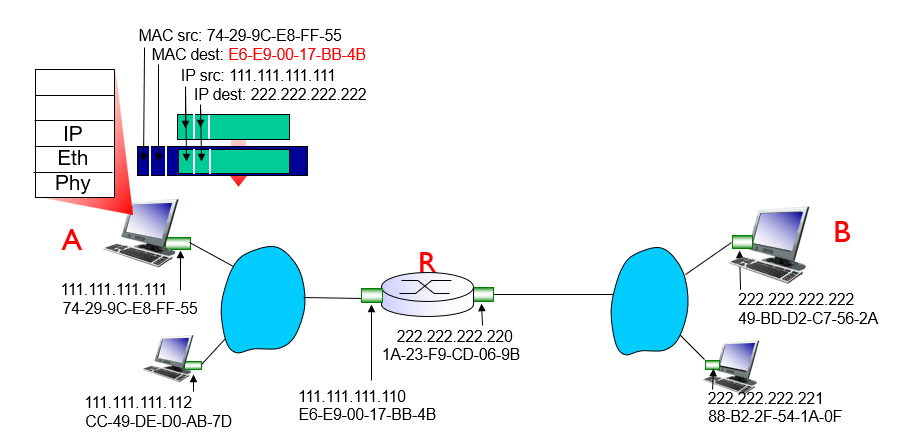 MAC src: 74-29-9C-E8-FF-55
MAC dest: E6-E9-00-17-BB-4B
IP src: 111.111.111.111
IP dest: 222.222.222.222
IP
Eth
Phy
A
R
B
111.111.111.111
74-29-9C-E8-FF-55
222.222.222.222
49-BD-D2-C7-56-2A
222.222.222.220
1A-23-F9-CD-06-9B
111.111.111.112
CC-49-DE-D0-AB-7D
111.111.111.110
E6-E9-00-17-BB-4B
222.222.222.221
88-B2-2F-54-1A-0F